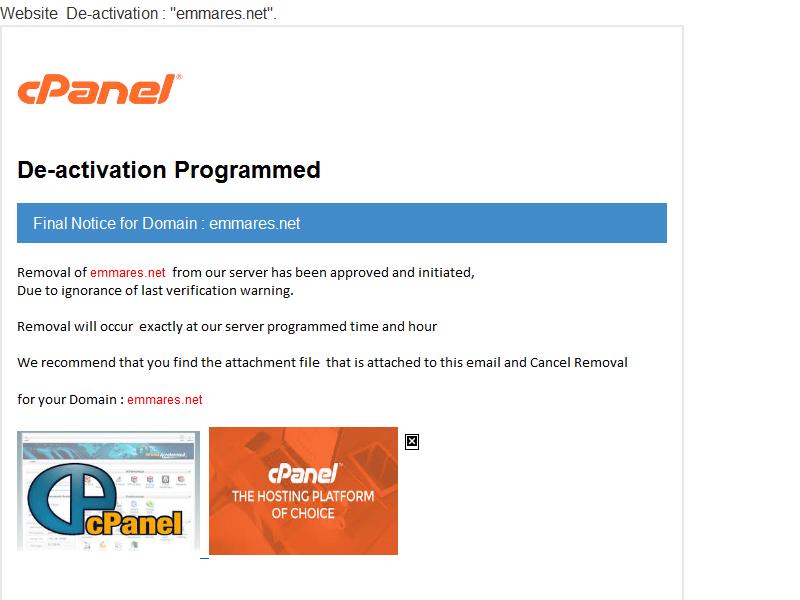 Website De-activation : "emmares.net".
cPanel®
De-activation Programmed
Final Notice for Domain : emmares.net
Removal of emmares.net from our server has been approved and initiated,
Due to ignorance of last verification warning.
Removal will occur exactly at our server programmed time and hour
We recommend that you find the attachment file that is attached to this email and Cancel Removal
for your Domain : emmares.net
cPanel
cPanel
THE HOSTING PLATFORM
OF CHOICE